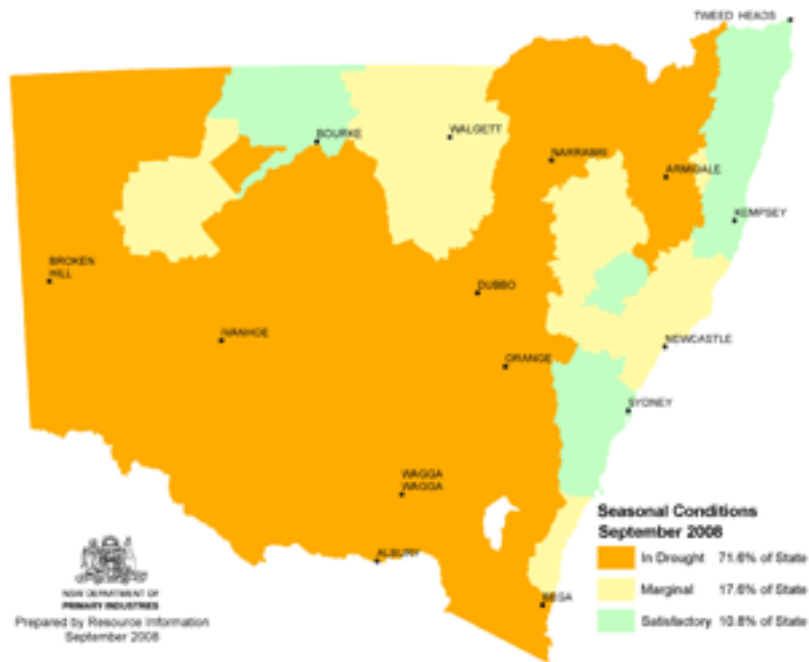 TWEED HEADS
BOURKE
WALGETT
NARRABRI
ARMIDALE
KEMPSEY
BROKEN
HILL
DUBBO
IVANHOE
NEWCASTLE
ORANGE
SYDNEY
WAGGA
WAGGA
ALBURY
BEGA
Seasonal Conditions
September 2008
In Drought 71.6% of State
Marginal 17.6% of State
Satisfactory 10.8% of State
NSW DEPARTMENT OF
PRIMARY INDUSTRIES
Prepared by Resource Information
September 2008